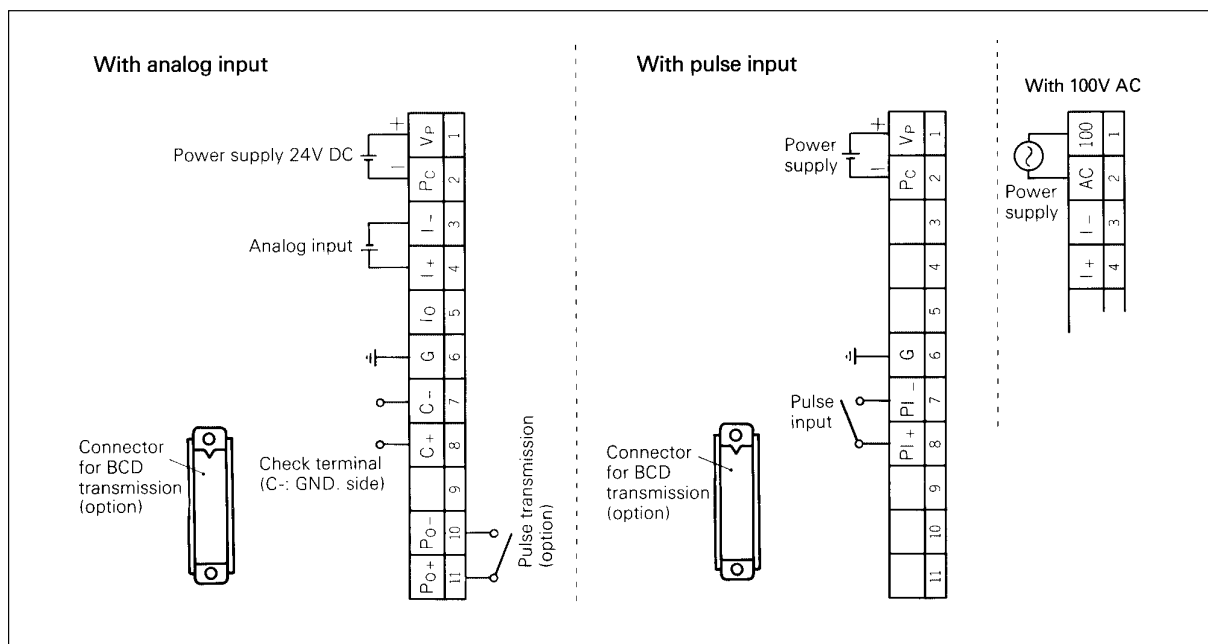 With analog input
Power supply 24V DC
+
−
VP 1
PC 2
Analog input
I− 3
I+ 4
Io 5
G 6
C− 7
C+ 8
Check terminal
(C-: GND. side)
9
Po− 10
Po+ 11
Pulse transmission
(option)
Connector
for BCD
transmission
(option)
With pulse input
Power
supply
+
−
VP 1
PC 2
3
4
5
G 6
Pulse
input
PI− 7
PI+ 8
9
10
11
Connector
for BCD
transmission
(option)
With 100V AC
Power
supply
100 1
AC 2
I− 3
I+ 4